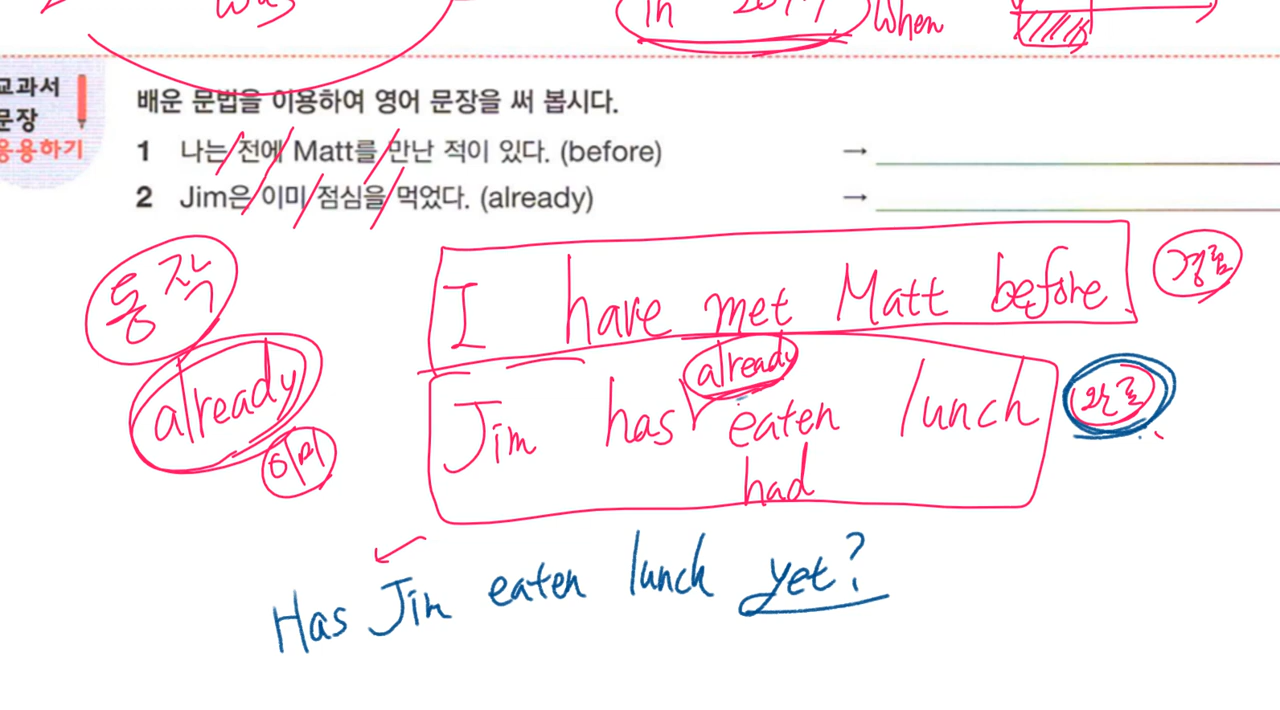 was
in 2014 when
교과서
문장
응용하기
배운 문법을 이용하여 영어 문장을 써 봅시다.
1 나는 전에 Matt를 만난 적이 있다. (before) →
2 Jim은 이미 점심을 먹었다. (already) →
동작
I have met Matt before.
경험
already
이미
Jim has already eaten lunch
had
완료
Has Jim eaten lunch yet?